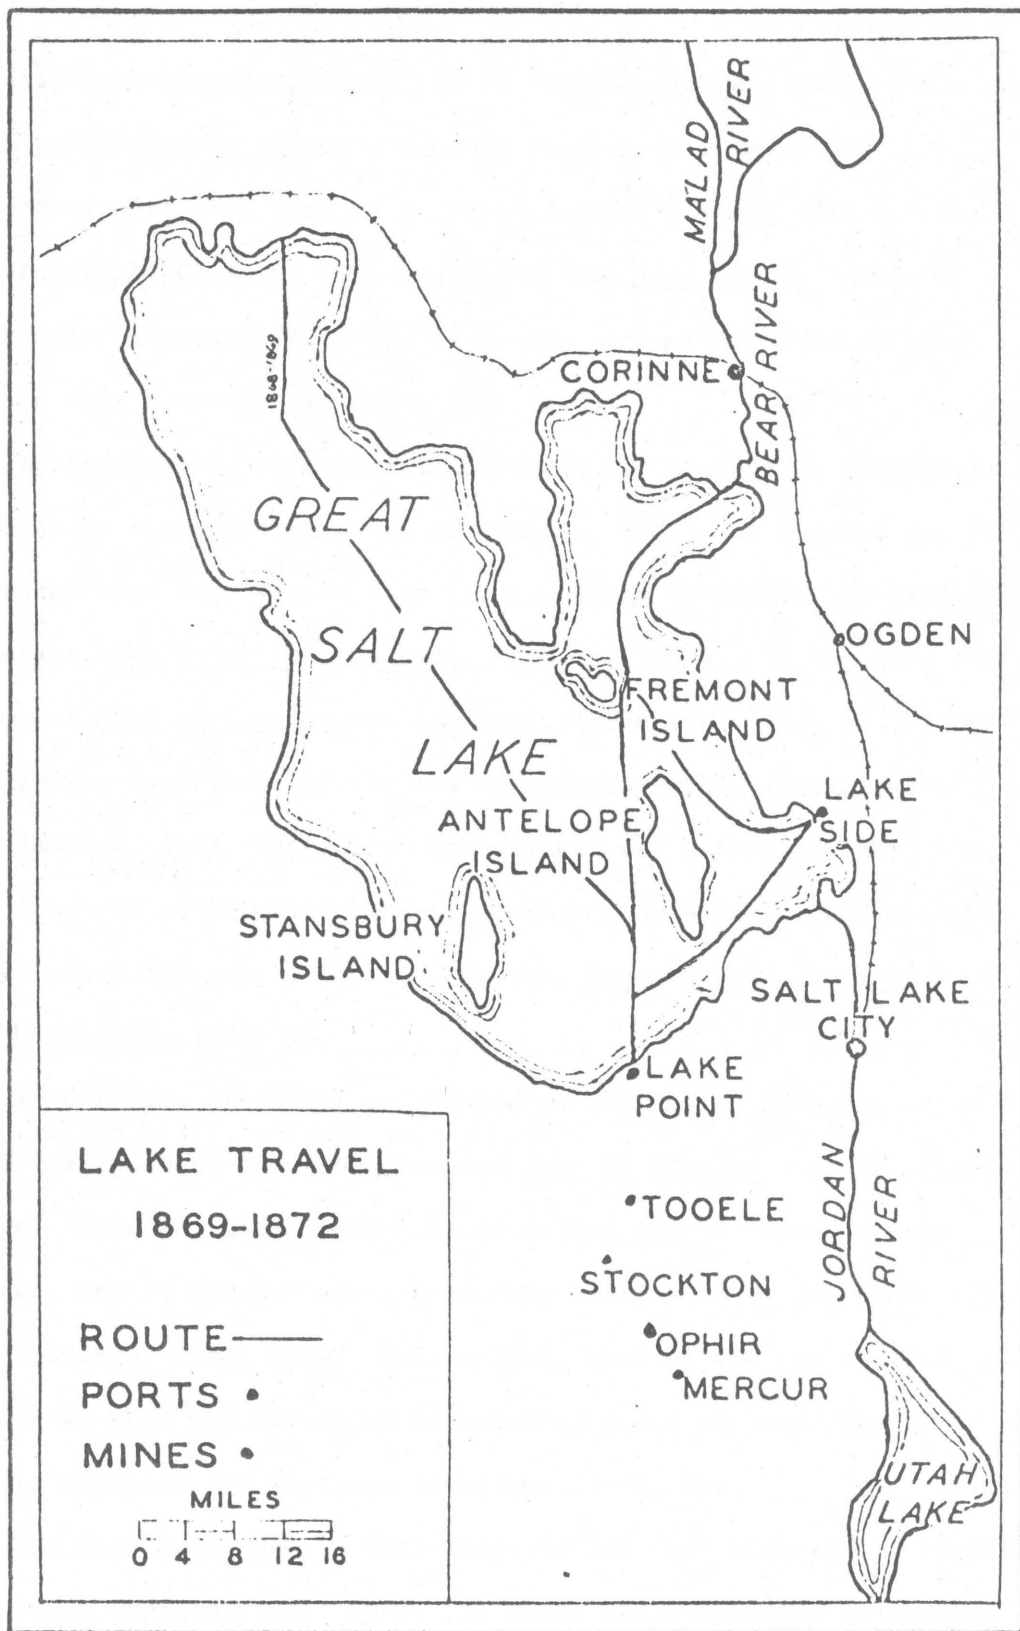 MALAD
RIVER
BEAR RIVER
CORINNE
1868-1869
GREAT
SALT
LAKE
OGDEN
FREMONT
ISLAND
LAKE
SIDE
ANTELOPE
ISLAND
STANSBURY
ISLAND
SALT LAKE
CITY
LAKE
POINT
JORDAN
RIVER
TOOELE
STOCKTON
OPHIR
MERCUR
UTAH
LAKE
LAKE TRAVEL
1869-1872
ROUTE
PORTS
MINES
MILES
0 4 8 12 16